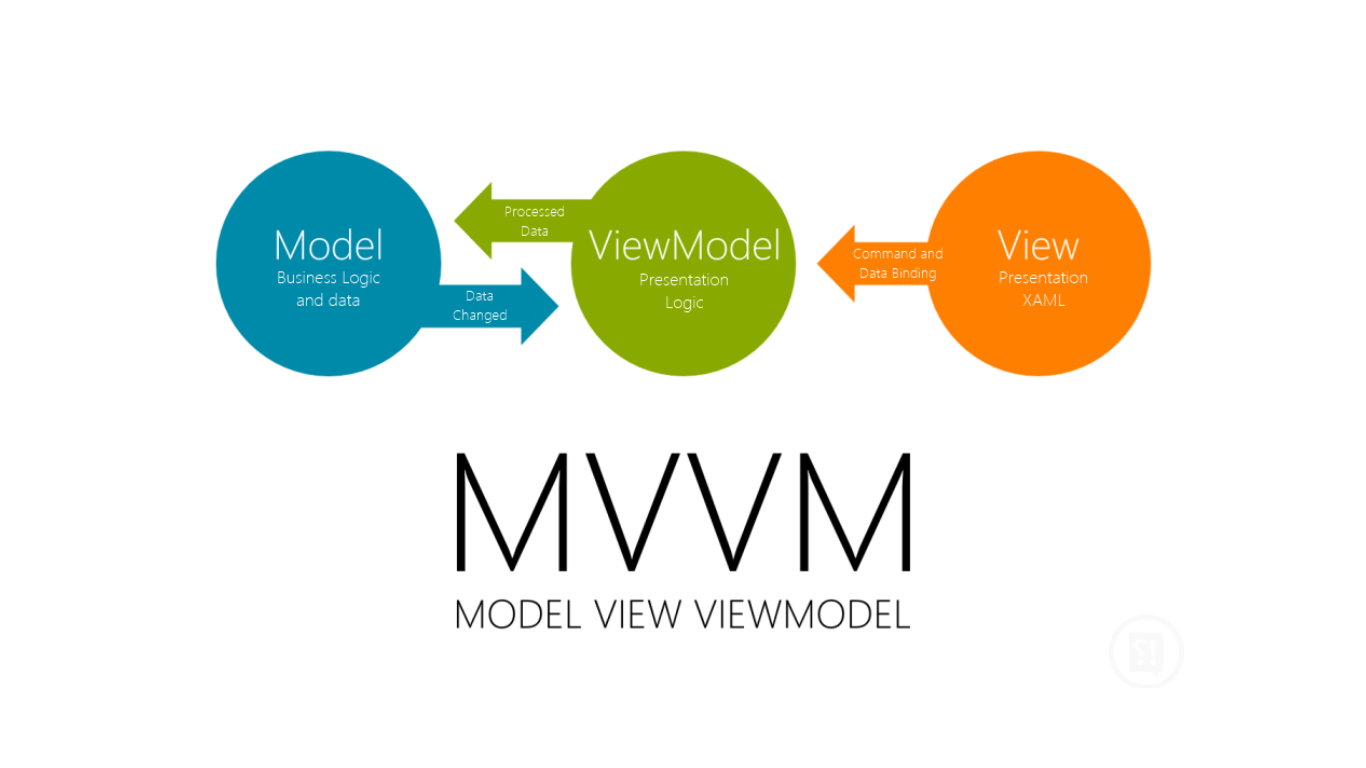 Model
Business Logic
and data
Processed
Data
Data
Changed
ViewModel
Presentation
Logic
Command and
Data Binding
View
Presentation
XAML
MVVM
MODEL VIEW VIEWMODEL